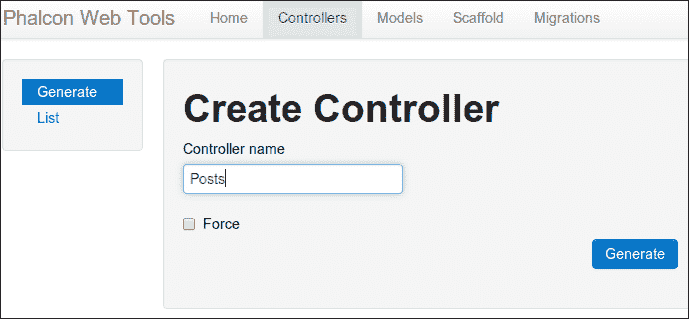 Phalcon Web Tools Home Controllers Models Scaffold Migrations
Generate
List
Create Controller
Controller name
Posts
Force
Generate